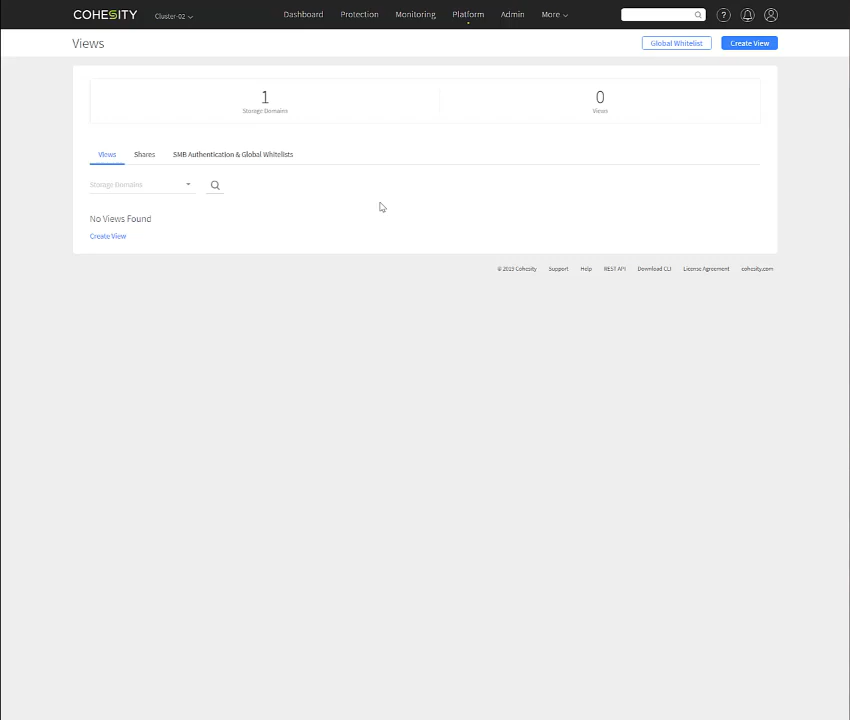 COHESITY Cluster-02 Dashboard Protection Monitoring Platform Admin More ?
Views Global Whitelist Create View
1 0
Storage Domains Views
Views Shares SMB Authentication & Global Whitelists
Storage Domains
No Views Found
Create View
© 2019 Cohesity Support Help REST API Download CLI License Agreement cohesity.com